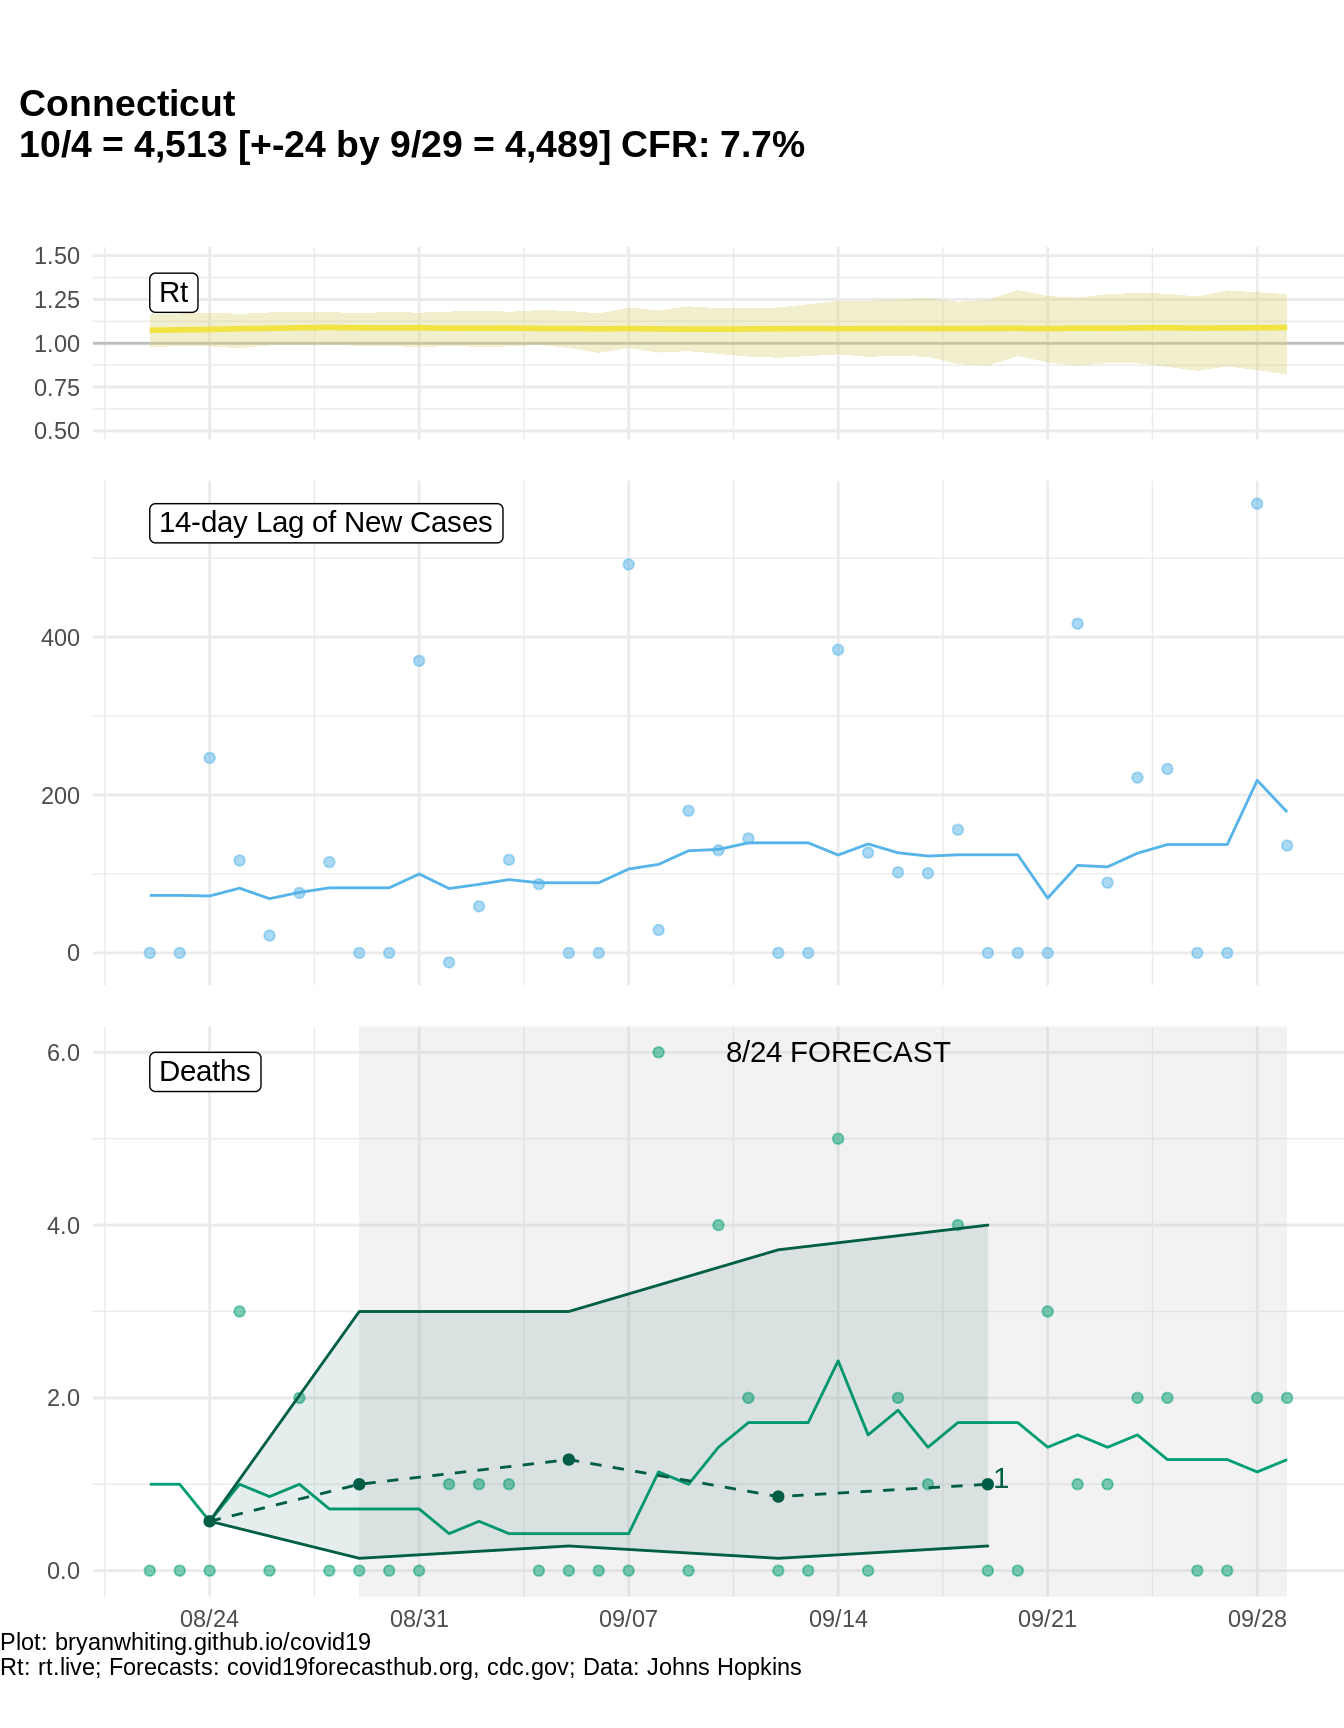 Connecticut
10/4 = 4,513 [+-24 by 9/29 = 4,489] CFR: 7.7%
1.50
Rt
1.25
1.00
0.75
0.50
14-day Lag of New Cases
400
200
0
6.0
8/24 FORECAST
Deaths
4.0
2.0
1
0.0
08/24 08/31 09/07 09/14 09/21 09/28
Plot: bryanwhiting.github.io/covid19
Rt: rt.live; Forecasts: covid19forecasthub.org, cdc.gov; Data: Johns Hopkins